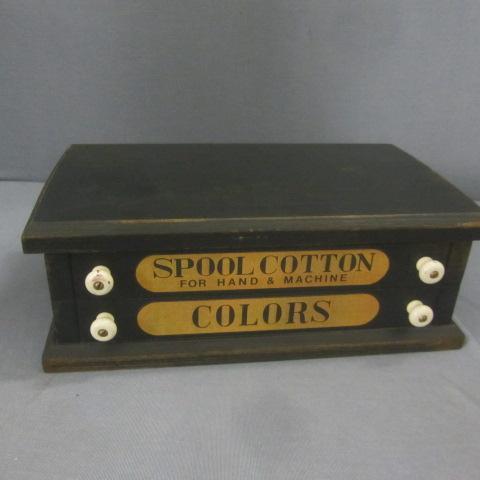 SPOOL COTTON
FOR HAND & MACHINE
COLORS